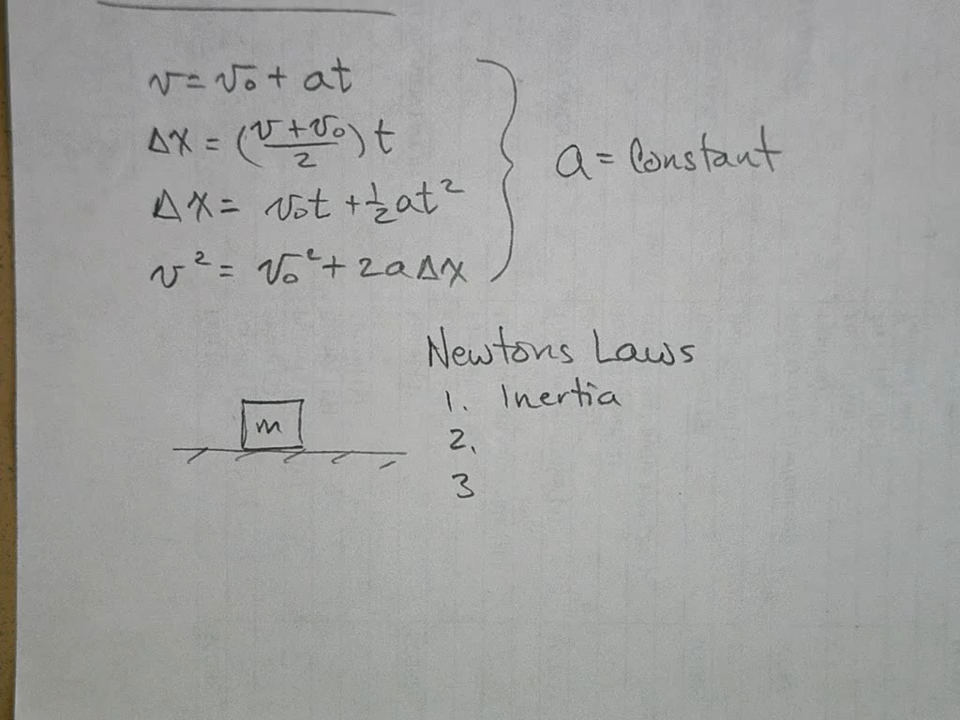 v = v₀ + at
Δx = (v + v₀ / 2) t
Δx = v₀t + ½at²
v² = v₀² + 2aΔx
a = Constant
Newtons Laws
1. Inertia
2.
3
m